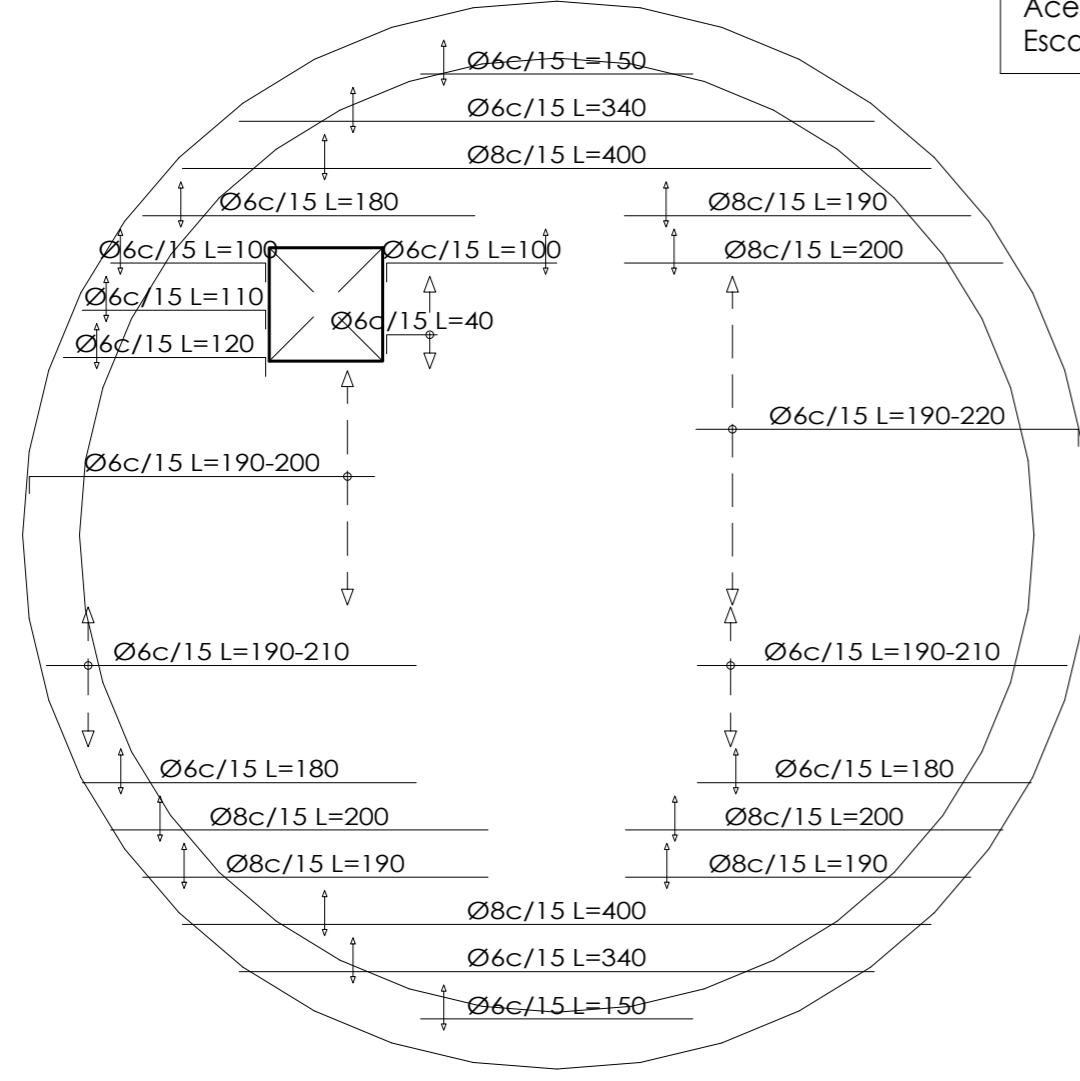 Ace
Esco
Ø6c/15 L=150
Ø6c/15 L=340
Ø8c/15 L=400
Ø6c/15 L=180
Ø8c/15 L=190
Ø6c/15 L=100
Ø6c/15 L=100
Ø8c/15 L=200
Ø6c/15 L=110
Ø6c/15 L=40
Ø6c/15 L=120
Ø6c/15 L=190-220
Ø6c/15 L=190-200
Ø6c/15 L=190-210
Ø6c/15 L=190-210
Ø6c/15 L=180
Ø6c/15 L=180
Ø8c/15 L=200
Ø8c/15 L=200
Ø8c/15 L=190
Ø8c/15 L=190
Ø8c/15 L=400
Ø6c/15 L=340
Ø6c/15 L=150